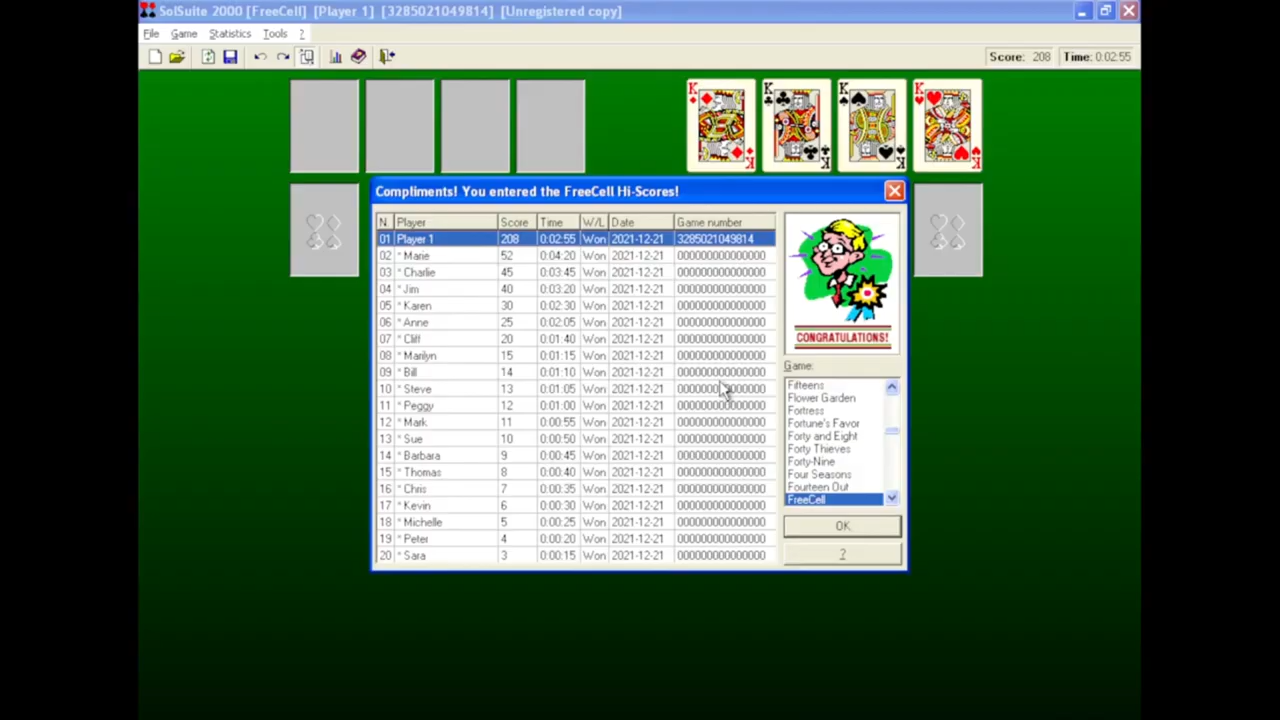 SolSuite 2000 [FreeCell] [Player 1] [3285021049814] [Unregistered copy]
File Game Statistics Tools ?
Score: 208 Time: 0:02:55
K K K K
K K K K
Compliments! You entered the FreeCell Hi-Scores!
N. Player Score Time W/L Date Game number
01 Player 1 208 0:02:55 Won 2021-12-21 3285021049814
02 * Marie 52 0:04:20 Won 2021-12-21 0000000000000
03 * Charlie 45 0:03:45 Won 2021-12-21 0000000000000
04 * Jim 40 0:03:20 Won 2021-12-21 0000000000000
05 * Karen 30 0:02:30 Won 2021-12-21 0000000000000
06 * Anne 25 0:02:05 Won 2021-12-21 0000000000000
07 * Cliff 20 0:01:40 Won 2021-12-21 0000000000000
08 * Marilyn 15 0:01:15 Won 2021-12-21 0000000000000
09 * Bill 14 0:01:10 Won 2021-12-21 0000000000000
10 * Steve 13 0:01:05 Won 2021-12-21 0000000000000
11 * Peggy 12 0:01:00 Won 2021-12-21 0000000000000
12 * Mark 11 0:00:55 Won 2021-12-21 0000000000000
13 * Sue 10 0:00:50 Won 2021-12-21 0000000000000
14 * Barbara 9 0:00:45 Won 2021-12-21 0000000000000
15 * Thomas 8 0:00:40 Won 2021-12-21 0000000000000
16 * Chris 7 0:00:35 Won 2021-12-21 0000000000000
17 * Kevin 6 0:00:30 Won 2021-12-21 0000000000000
18 * Michelle 5 0:00:25 Won 2021-12-21 0000000000000
19 * Peter 4 0:00:20 Won 2021-12-21 0000000000000
20 * Sara 3 0:00:15 Won 2021-12-21 0000000000000
CONGRATULATIONS!
Game:
Fifteens
Flower Garden
Fortress
Fortune's Favor
Forty and Eight
Forty Thieves
Forty-Nine
Four Seasons
Fourteen Out
FreeCell
OK
?